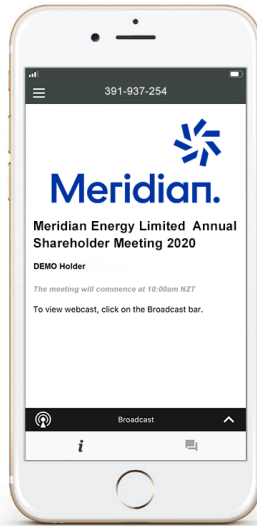 391-937-254
Meridian.
Meridian Energy Limited Annual
Shareholder Meeting 2020
DEMO Holder
The meeting will commence at 10:00am NZT
To view webcast, click on the Broadcast bar.
Broadcast
i